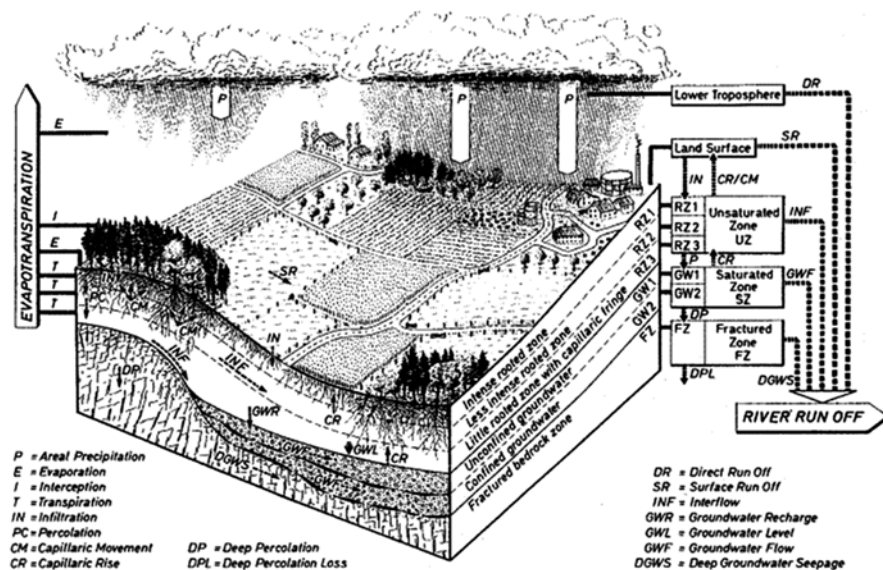 P
P
P
DR
Lower Troposphere
SR
Land Surface
E
EVAPOTRANSPIRATION
I
E
T
T
T
IN
CR/CM
RZ1
RZ2
RZ3
Unsaturated
Zone
UZ
INF
P
CR
GW1
GW2
Saturated
Zone
SZ
GWF
DP
FZ
Fractured
Zone
FZ
DPL
DGWS
RIVER RUN OFF
RZ1
RZ2
RZ3
GW1
GW2
FZ
Intense rooted zone
Less intense rooted zone
Little rooted zone with capillaric fringe
Unconfined groundwater
Confined groundwater
Fractured bedrock zone
SR
IN
PC
CM
CM
IN
INF
INF
DP
CR
GWR
GWL
CR
GWF
DGWS
GWF
P = Areal Precipitation
E = Evaporation
I = Interception
T = Transpiration
IN = Infiltration
PC = Percolation
CM = Capillaric Movement
CR = Capillaric Rise
DP = Deep Percolation
DPL = Deep Percolation Loss
DR = Direct Run Off
SR = Surface Run Off
INF = Interflow
GWR = Groundwater Recharge
GWL = Groundwater Level
GWF = Groundwater Flow
DGWS = Deep Groundwater Seepage